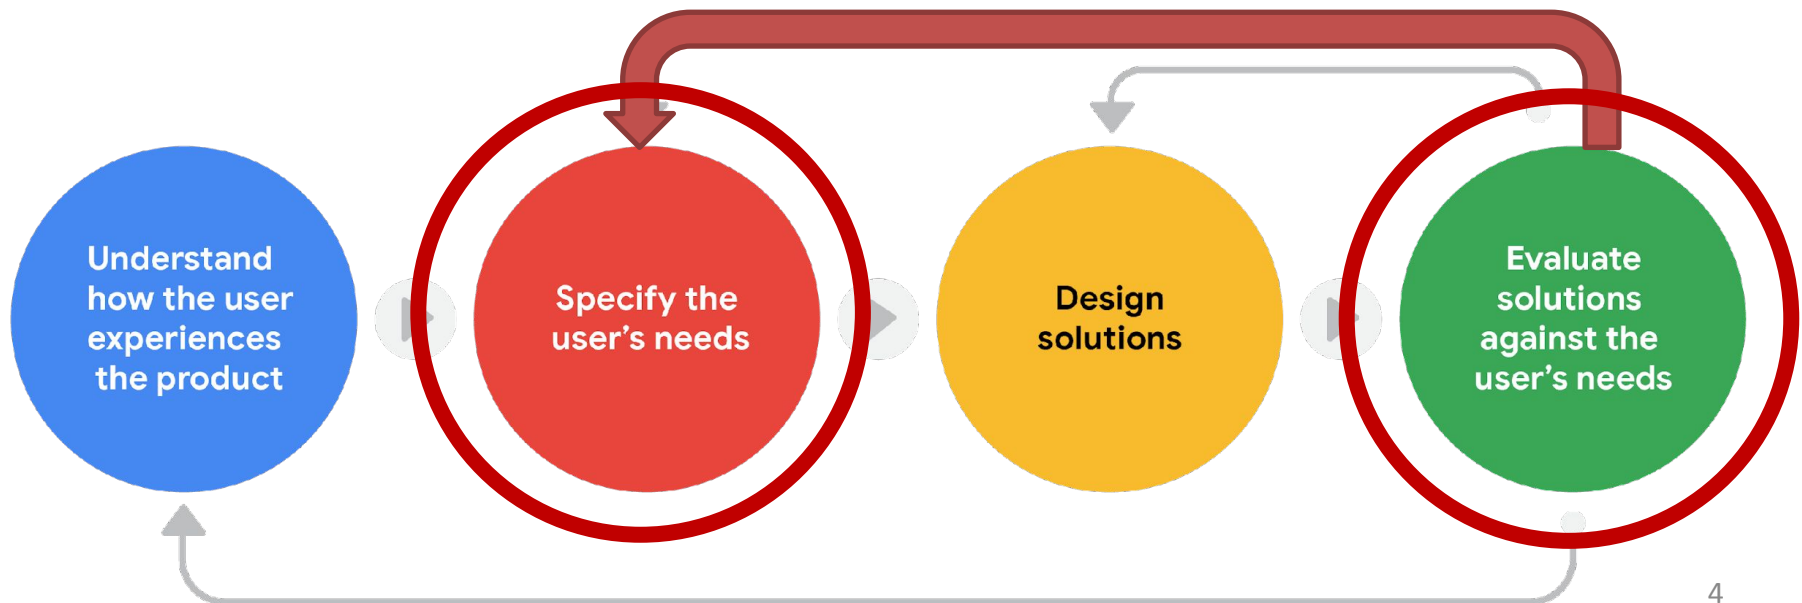 Understand
how the user
experiences
the product
Specify the
user’s needs
Design
solutions
Evaluate
solutions
against the
user’s needs
4